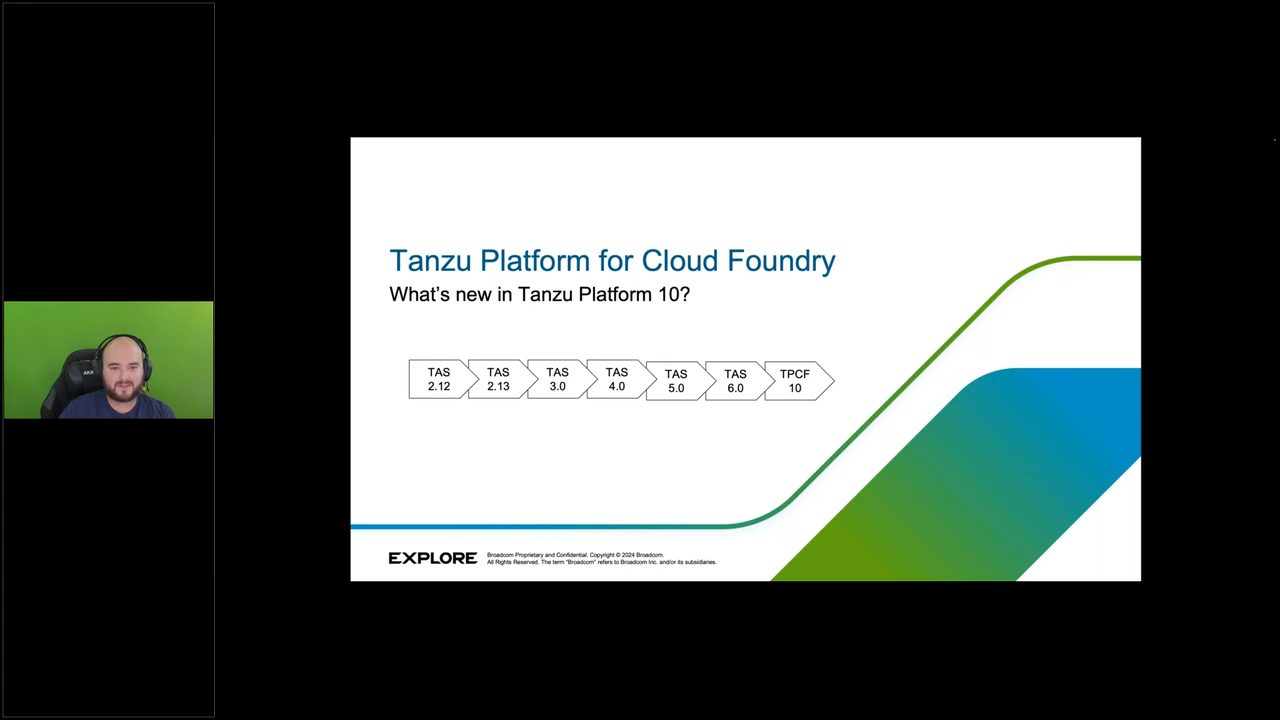 Tanzu Platform for Cloud Foundry
What's new in Tanzu Platform 10?
TAS
2.12
TAS
2.13
TAS
3.0
TAS
4.0
TAS
5.0
TAS
6.0
TPCF
10
EXPLORE
Broadcom Proprietary and Confidential. Copyright © 2024 Broadcom.
All Rights Reserved. The term "Broadcom" refers to Broadcom Inc. and/or its subsidiaries.